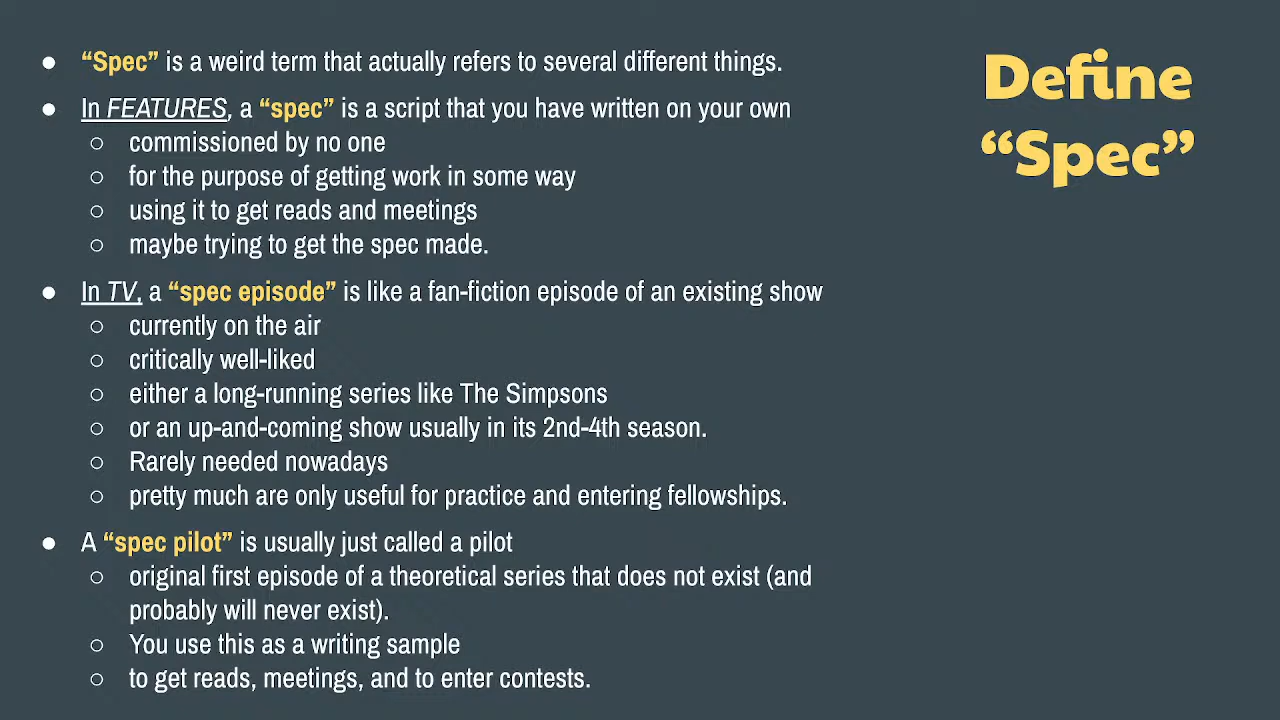 Define
“Spec”
● “Spec” is a weird term that actually refers to several different things.
● In FEATURES, a “spec” is a script that you have written on your own
○ commissioned by no one
○ for the purpose of getting work in some way
○ using it to get reads and meetings
○ maybe trying to get the spec made.
● In TV, a “spec episode” is like a fan-fiction episode of an existing show
○ currently on the air
○ critically well-liked
○ either a long-running series like The Simpsons
○ or an up-and-coming show usually in its 2nd-4th season.
○ Rarely needed nowadays
○ pretty much are only useful for practice and entering fellowships.
● A “spec pilot” is usually just called a pilot
○ original first episode of a theoretical series that does not exist (and
probably will never exist).
○ You use this as a writing sample
○ to get reads, meetings, and to enter contests.